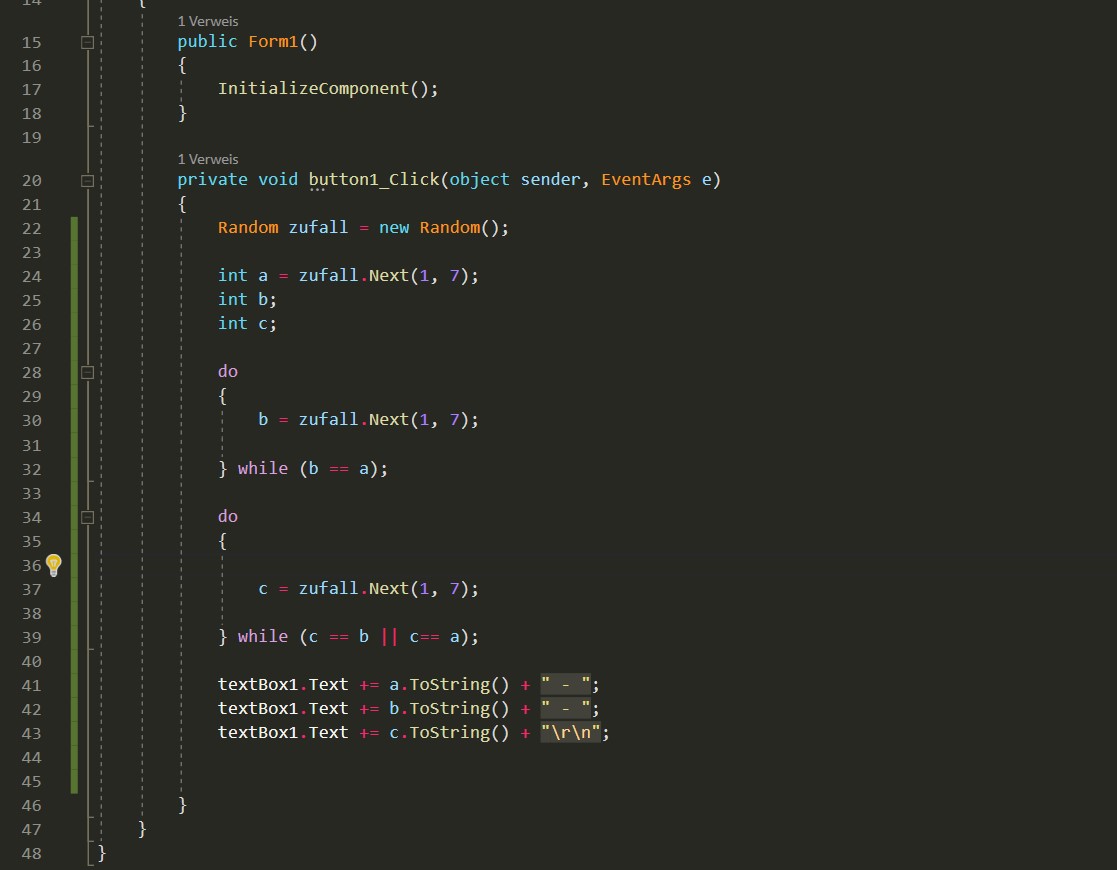 14 {
1 Verweis
15 public Form1()
16 {
17 InitializeComponent();
18 }
19
1 Verweis
20 private void button1_Click(object sender, EventArgs e)
21 {
22 Random zufall = new Random();
23
24 int a = zufall.Next(1, 7);
25 int b;
26 int c;
27
28 do
29 {
30 b = zufall.Next(1, 7);
31
32 } while (b == a);
33
34 do
35 {
36
37 c = zufall.Next(1, 7);
38
39 } while (c == b || c== a);
40
41 textBox1.Text += a.ToString() + " - ";
42 textBox1.Text += b.ToString() + " - ";
43 textBox1.Text += c.ToString() + "\r\n";
44
45
46 }
47 }
48 }